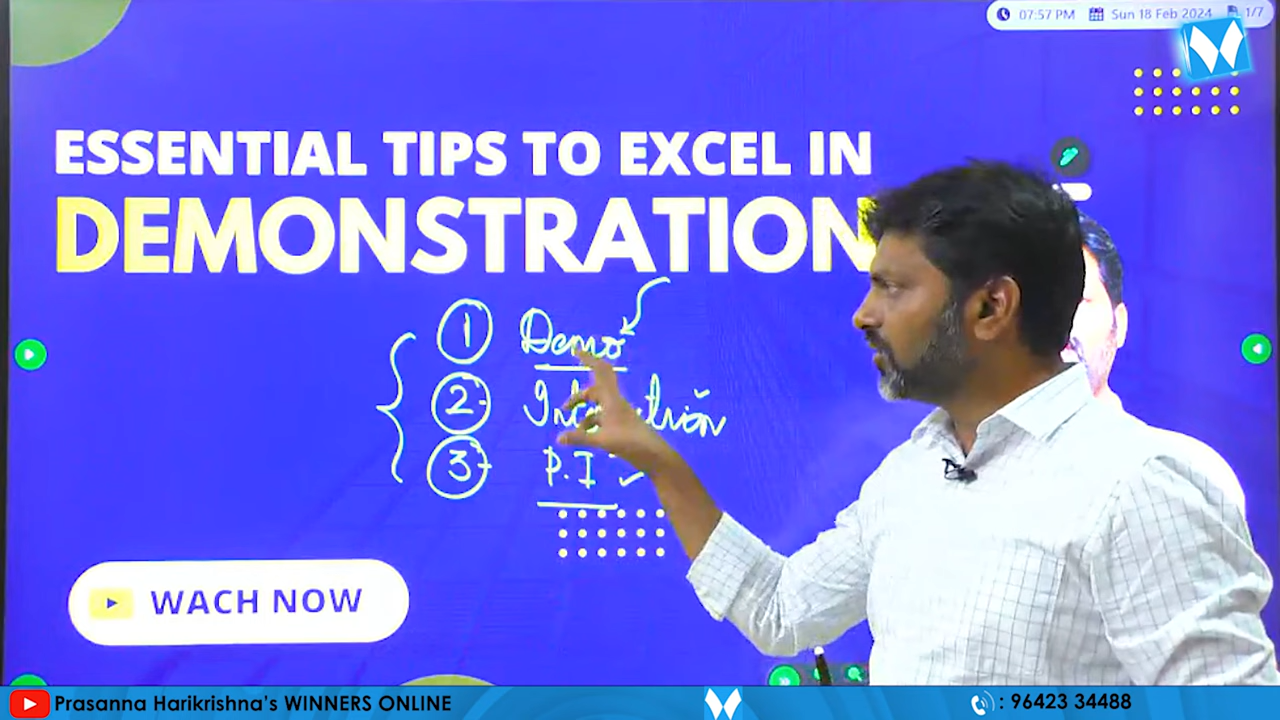 07:57 PM Sun 18 Feb 2024 1/7
ESSENTIAL TIPS TO EXCEL IN
DEMONSTRATION
1 Demo
2
3 P.I
WACH NOW
Prasanna Harikrishna's WINNERS ONLINE
: 96423 34488